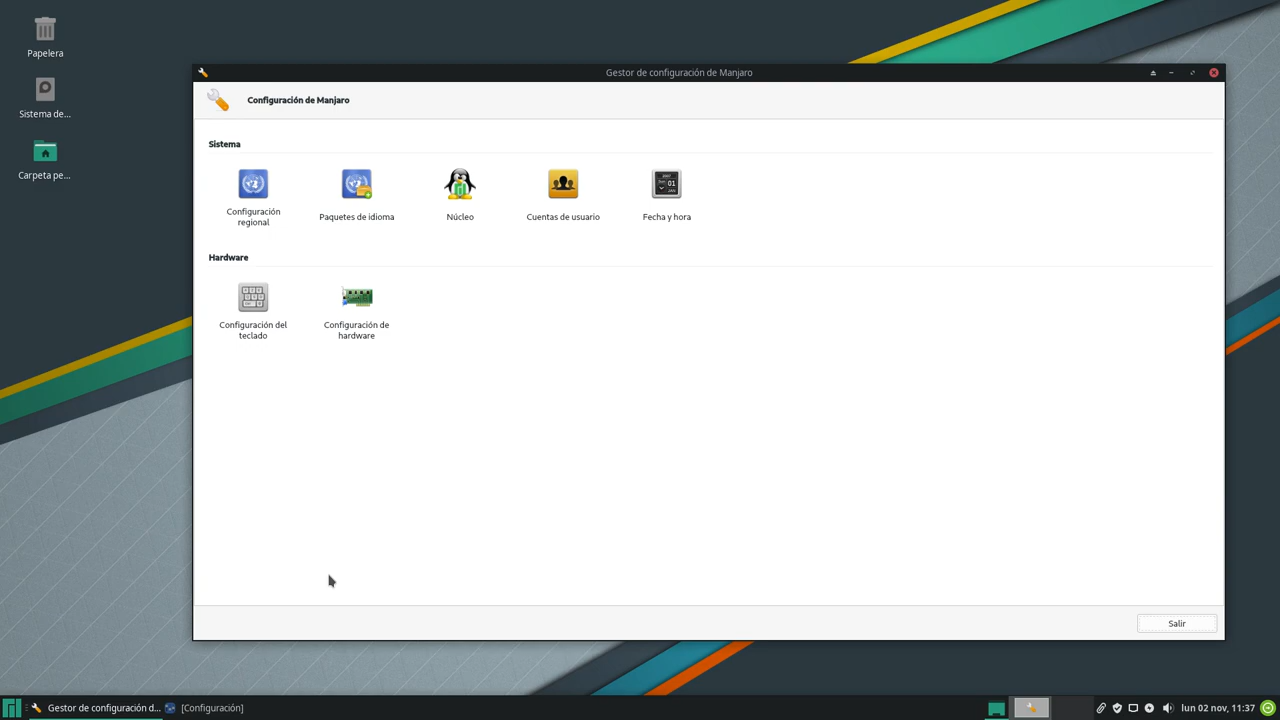 Papelera
Sistema de...
Carpeta pe...
Gestor de configuración de Manjaro
Configuración de Manjaro
Sistema
Configuración
regional
Paquetes de idioma
Núcleo
Cuentas de usuario
Fecha y hora
Hardware
Configuración del
teclado
Configuración de
hardware
Salir
Gestor de configuración d...
[Configuración]
lun 02 nov, 11:37